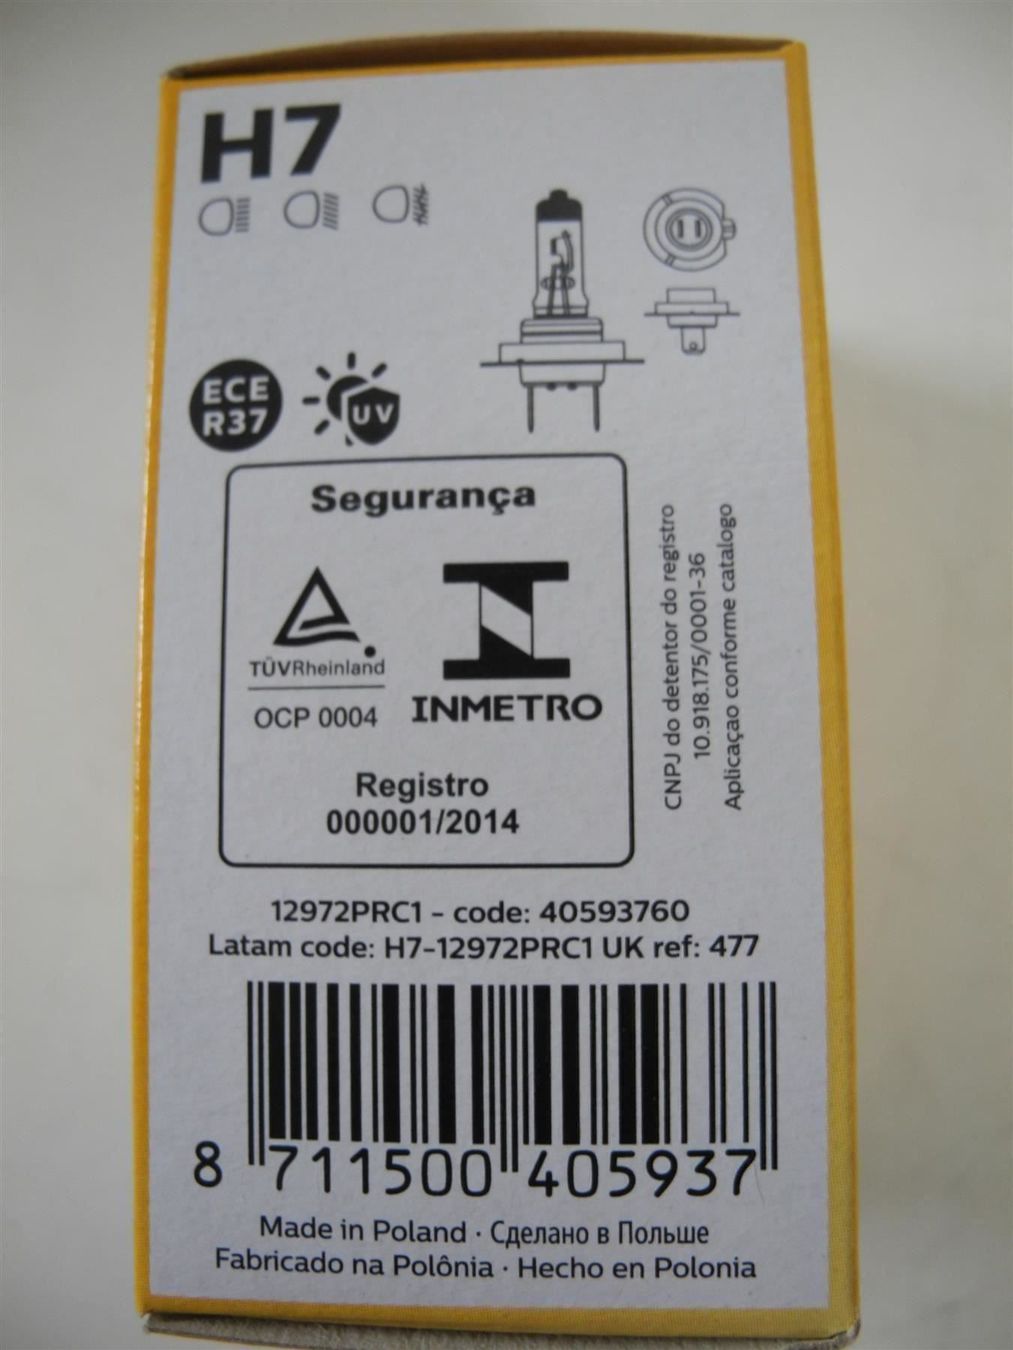 H7
ECE
R37
UV
Segurança
TÜVRheinland
OCP 0004
INMETRO
Registro
000001/2014
CNPJ do detentor do registro
10.918.175/0001-36
Aplicaçao conforme catalogo
12972PRC1 - code: 40593760
Latam code: H7-12972PRC1 UK ref: 477
8 711500 405937
Made in Poland · Сделано в Польше
Fabricado na Polônia · Hecho en Polonia